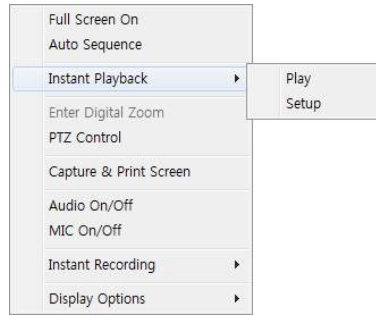 Full Screen On
Auto Sequence
Instant Playback
Play
Setup
Enter Digital Zoom
PTZ Control
Capture & Print Screen
Audio On/Off
MIC On/Off
Instant Recording
Display Options